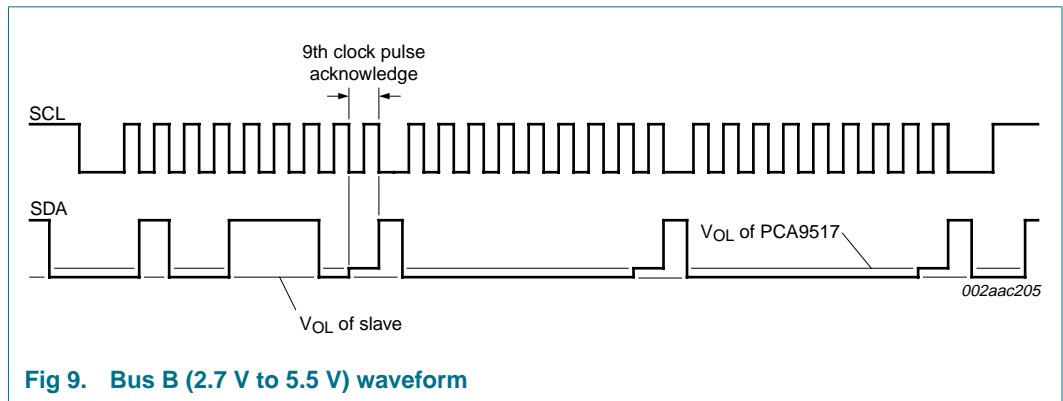 9th clock pulse
acknowledge
SCL
SDA
VOL of PCA9517
002aac205
VOL of slave
Fig 9. Bus B (2.7 V to 5.5 V) waveform